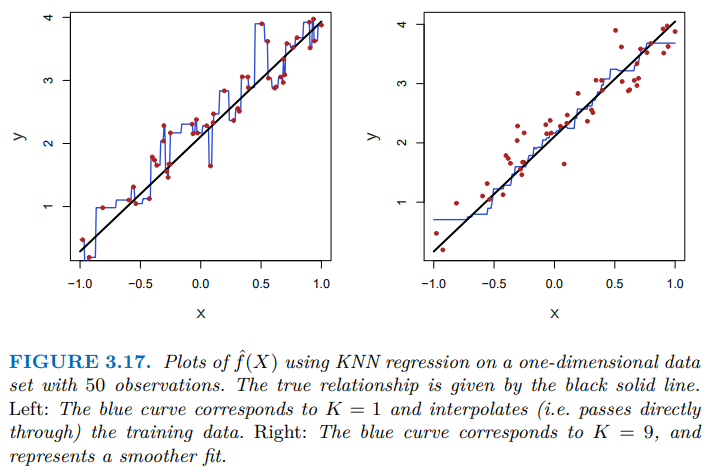 4
3
2
1
y
−1.0 −0.5 0.0 0.5 1.0
x
4
3
2
1
y
−1.0 −0.5 0.0 0.5 1.0
x
FIGURE 3.17. Plots of f̂(X) using KNN regression on a one-dimensional data
set with 50 observations. The true relationship is given by the black solid line.
Left: The blue curve corresponds to K = 1 and interpolates (i.e. passes directly
through) the training data. Right: The blue curve corresponds to K = 9, and
represents a smoother fit.